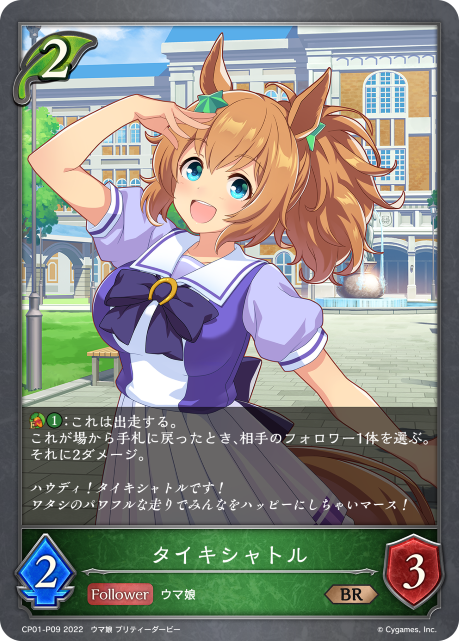 2
1:これは出走する。
これが場から手札に戻ったとき、相手のフォロワー1体を選ぶ。
それに2ダメージ。
ハウディ!タイキシャトルです!
ワタシのパワフルな走りでみんなをハッピーにしちゃいマース!
タイキシャトル
2
Follower ウマ娘
BR
3
CP01-P09 2022 ウマ娘 プリティーダービー
© Cygames, Inc.